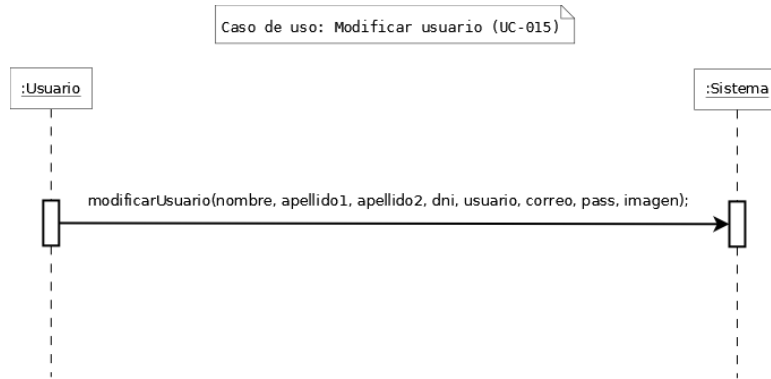 Caso de uso: Modificar usuario (UC-015)
:Usuario
:Sistema
modificarUsuario(nombre, apellido1, apellido2, dni, usuario, correo, pass, imagen);